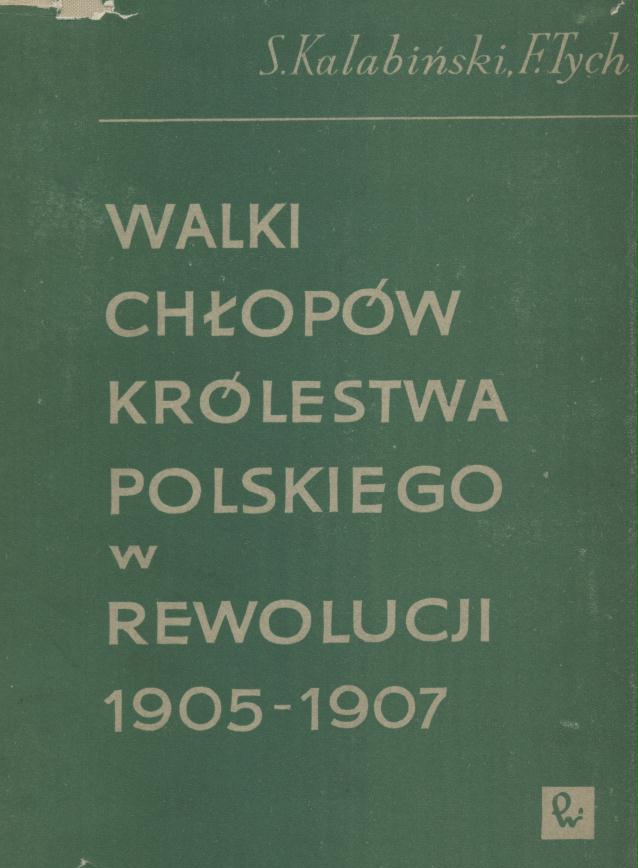 S. Kalabiński, F. Tych
WALKI
CHŁOPÓW
KRÓLESTWA
POLSKIEGO
w
REWOLUCJI
1905-1907